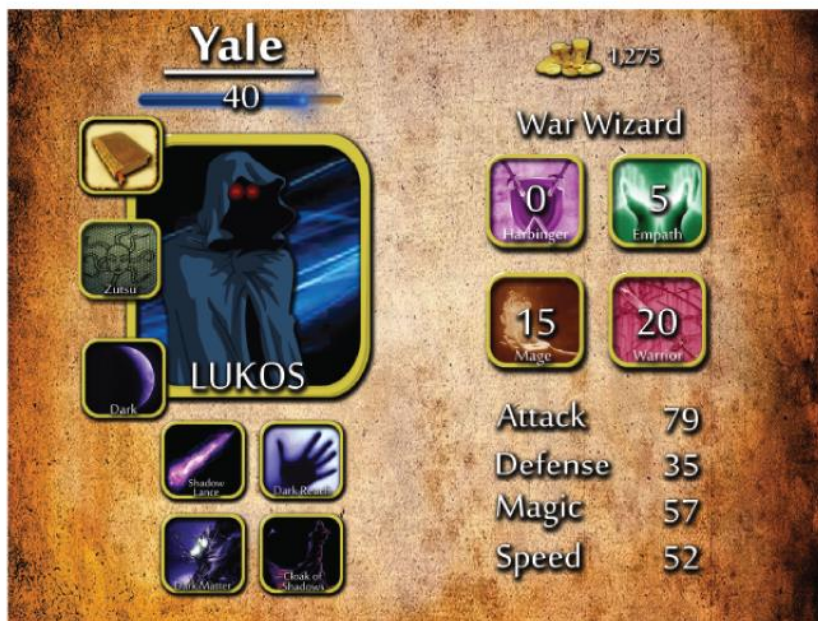 Yale
40
Zutsu
Dark
LUKOS
Shadow
Lance
Dark Reach
Dark Matter
Cloak of
Shadows
1,275
War Wizard
0
Harbinger
5
Empath
15
Mage
20
Warrior
Attack 79
Defense 35
Magic 57
Speed 52